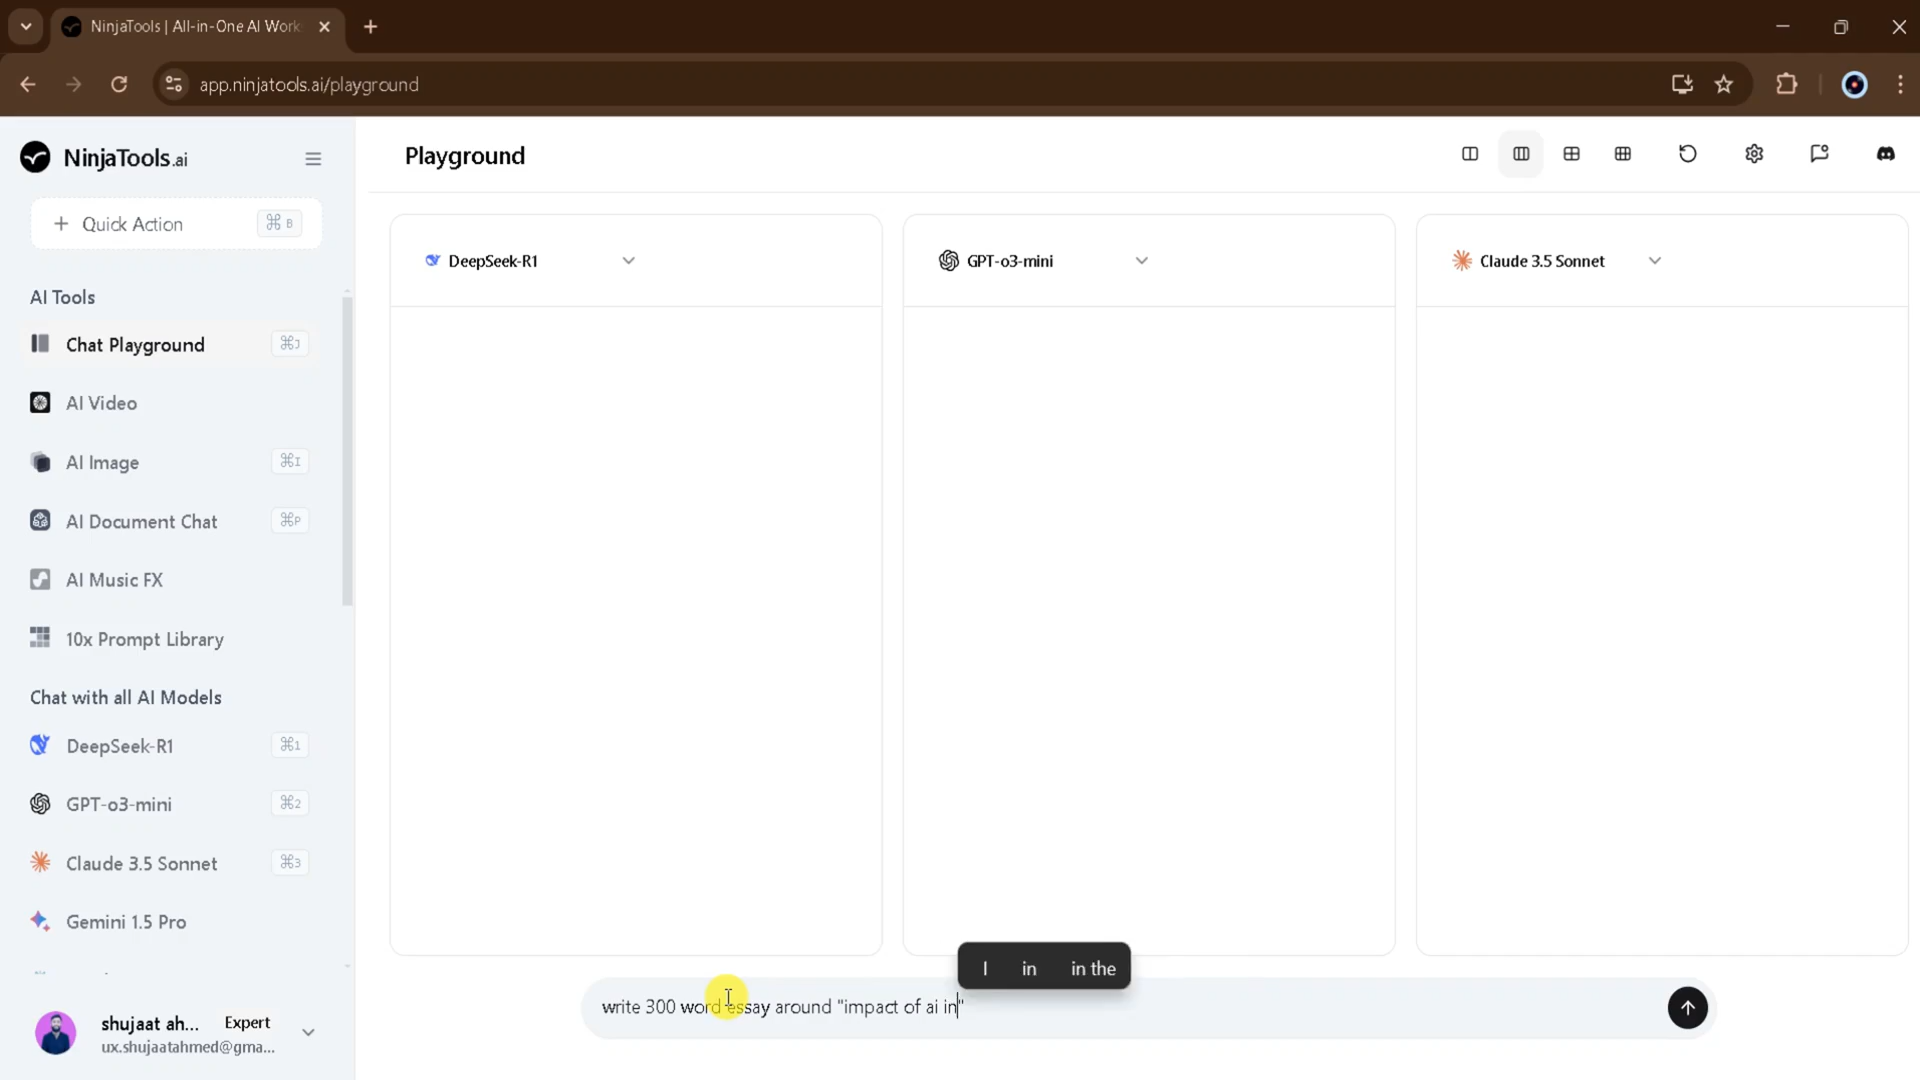 NinjaTools | All-in-One AI Work
app.ninjatools.ai/playground
NinjaTools.ai
Playground
Quick Action
⌘ B
AI Tools
Chat Playground
⌘J
AI Video
AI Image
⌘I
AI Document Chat
⌘P
AI Music FX
10x Prompt Library
Chat with all AI Models
DeepSeek-R1
⌘1
GPT-o3-mini
⌘2
Claude 3.5 Sonnet
⌘3
Gemini 1.5 Pro
shujaat ah...
Expert
ux.shujaatahmed@gma...
DeepSeek-R1
GPT-o3-mini
Claude 3.5 Sonnet
I in in the
write 300 word essay around "impact of ai in"